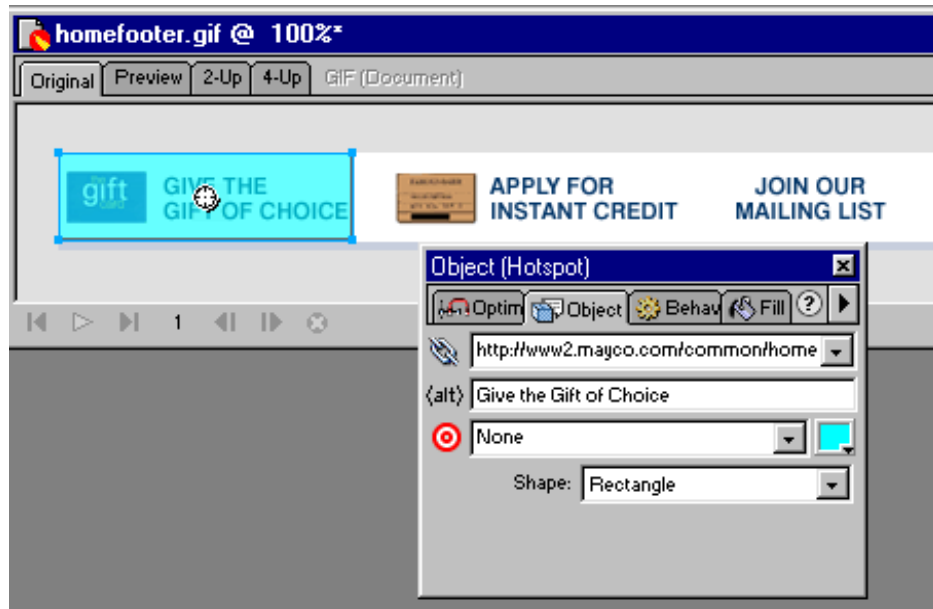 homefooter.gif @ 100%*
Original Preview 2-Up 4-Up GIF (Document)
the
gift
card
GIVE THE
GIFT OF CHOICE
APPLY FOR
INSTANT CREDIT
JOIN OUR
MAILING LIST
1
Object (Hotspot)
Optim Object Behav Fill ?
http://www2.mayco.com/common/home
<alt> Give the Gift of Choice
None
Shape: Rectangle